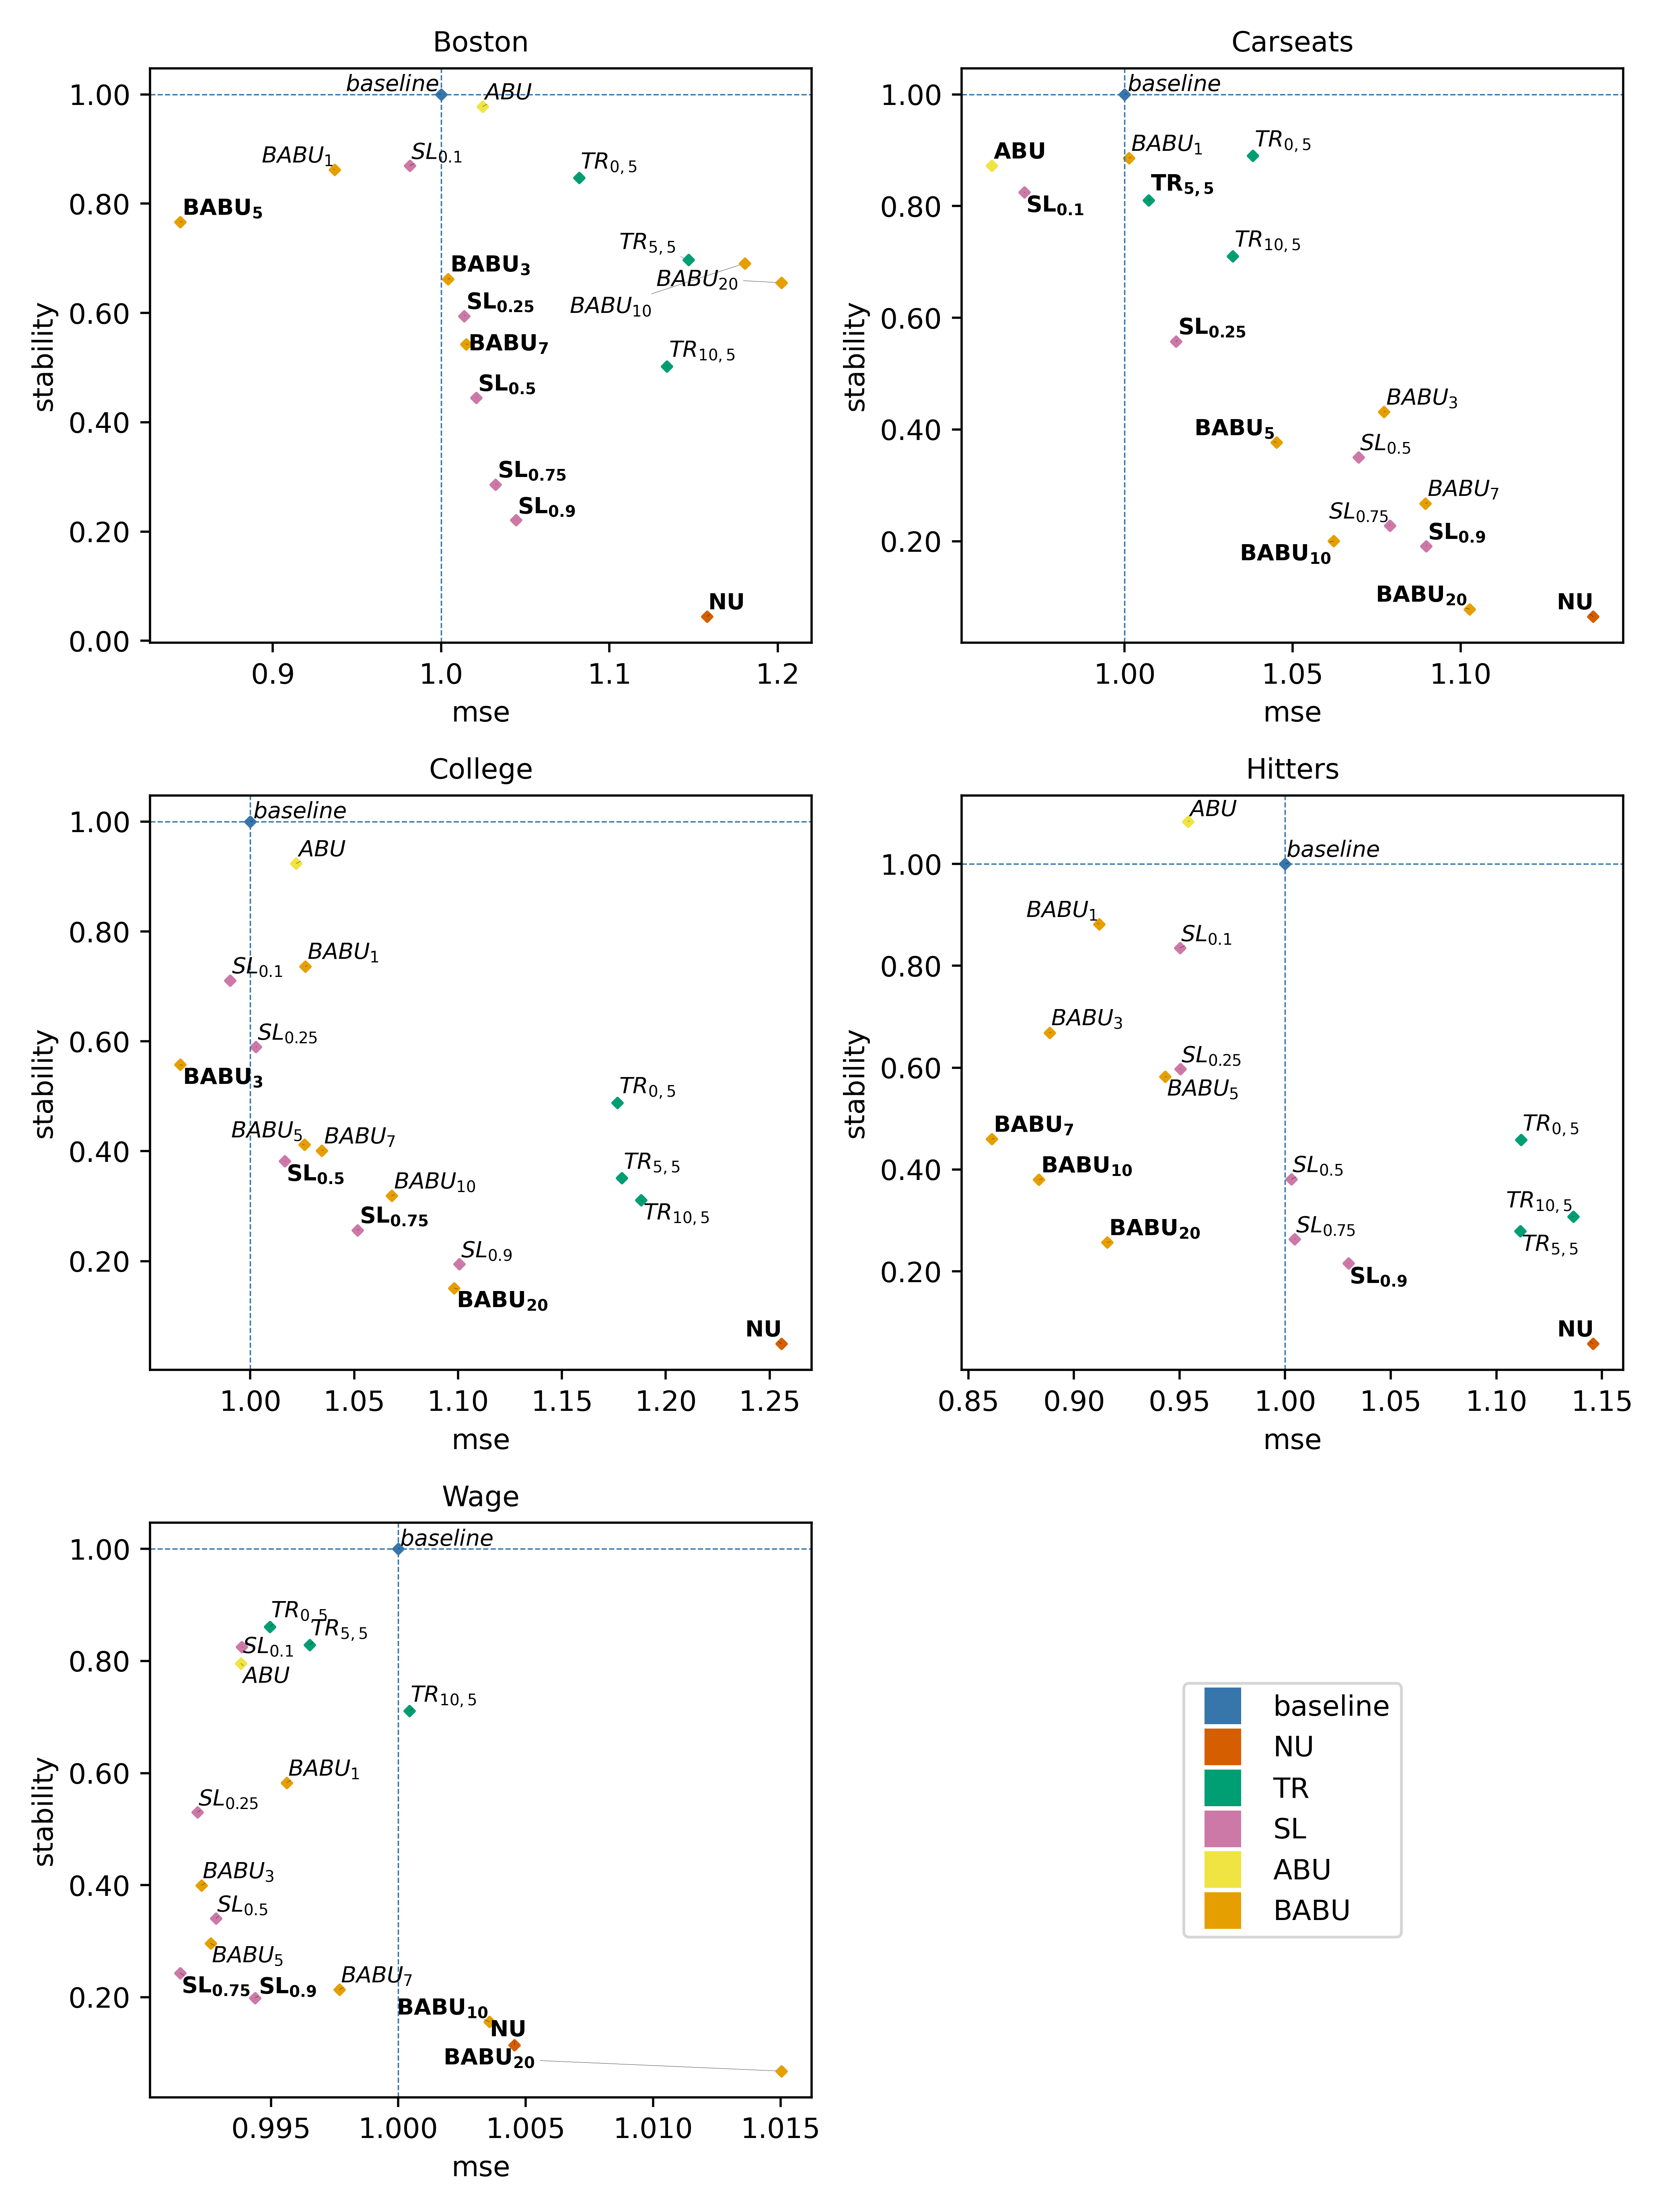 Boston
1.00
0.80
0.60
0.40
0.20
0.00
stability
0.9
1.0
1.1
1.2
mse
baseline
ABU
BABU1
SL0.1
TR0,5
BABU5
TR5,5
BABU3
BABU20
SL0.25
BABU10
BABU7
TR10,5
SL0.5
SL0.75
SL0.9
NU
Carseats
1.00
0.80
0.60
0.40
0.20
stability
1.00
1.05
1.10
mse
baseline
ABU
BABU1
TR0,5
SL0.1
TR5,5
TR10,5
SL0.25
BABU3
BABU5
SL0.5
BABU7
SL0.75
SL0.9
BABU10
BABU20
NU
College
1.00
0.80
0.60
0.40
0.20
stability
1.00
1.05
1.10
1.15
1.20
1.25
mse
baseline
ABU
BABU1
SL0.1
SL0.25
BABU3
TR0,5
BABU5
BABU7
SL0.5
TR5,5
BABU10
TR10,5
SL0.75
SL0.9
BABU20
NU
Hitters
1.00
0.80
0.60
0.40
0.20
stability
0.85
0.90
0.95
1.00
1.05
1.10
1.15
mse
ABU
baseline
BABU1
SL0.1
BABU3
SL0.25
BABU5
BABU7
TR0,5
BABU10
SL0.5
TR10,5
BABU20
SL0.75
TR5,5
SL0.9
NU
Wage
1.00
0.80
0.60
0.40
0.20
stability
0.995
1.000
1.005
1.010
1.015
mse
baseline
TR0,5
TR5,5
SL0.1
ABU
TR10,5
BABU1
SL0.25
BABU3
SL0.5
BABU5
SL0.75
SL0.9
BABU7
BABU10
NU
BABU20
baseline
NU
TR
SL
ABU
BABU